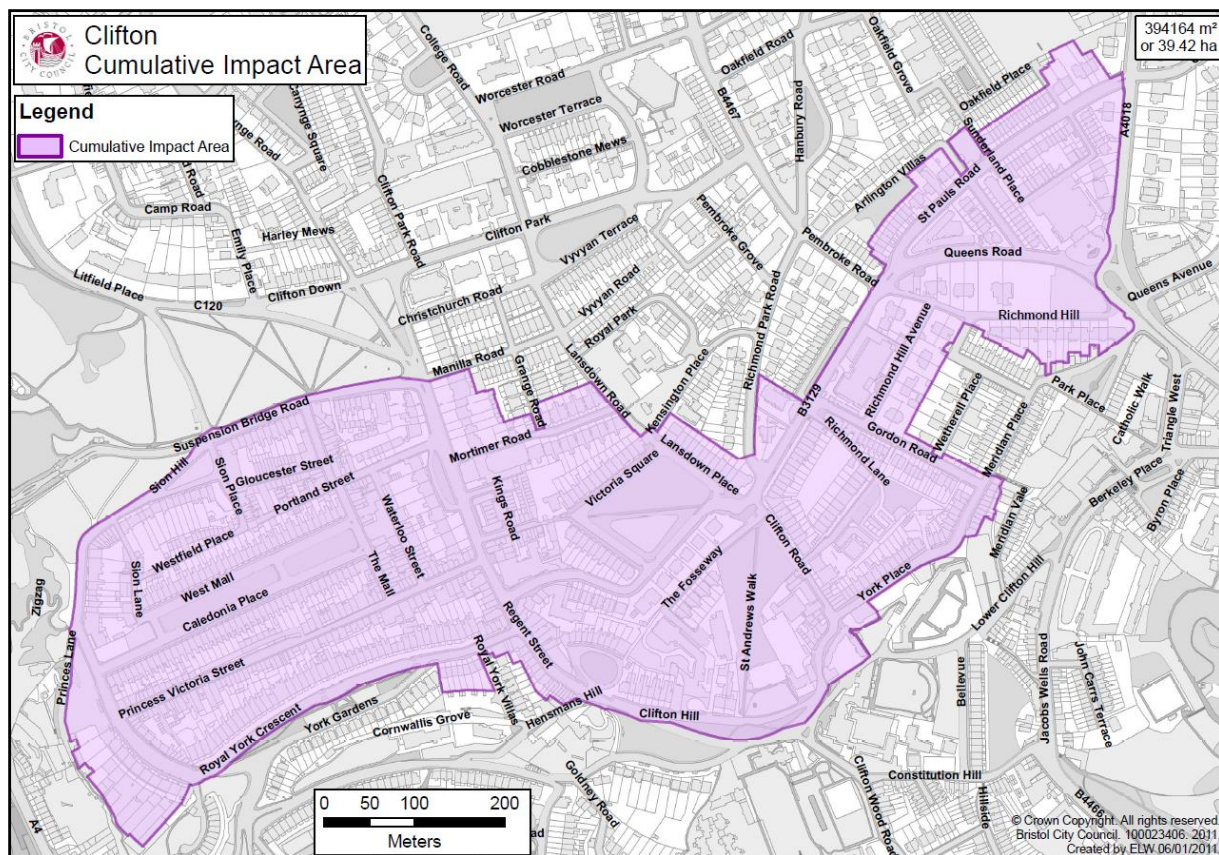 BRISTOL
CITY COUNCIL
Clifton
Cumulative Impact Area
394164 m²
or 39.42 ha
Legend
Cumulative Impact Area
College Road
Worcester Road
Oakfield Road
Oakfield Grove
Oakfield Place
Canynge Square
Worcester Terrace
B4467
Hanbury Road
A4018
Cobblestone Mews
Sunderland Place
Arlington Villas
St Pauls Road
Camp Road
Emily Place
Harley Mews
Clifton Park Road
Clifton Park
Vyvyan Terrace
Pembroke Grove
Pembroke Road
Queens Road
Queens Avenue
Litfield Place
C120
Clifton Down
Christchurch Road
Vyvyan Road
Royal Park
Richmond Park Road
Richmond Hill
Manilla Road
Grange Road
Lansdown Road
Kensington Place
B3129
Richmond Hill Avenue
Wetherell Place
Park Place
Catholic Walk
Triangle West
Suspension Bridge Road
Mortimer Road
Lansdown Place
Richmond Lane
Gordon Road
Meridian Place
Sion Hill
Sion Place
Gloucester Street
Portland Street
Kings Road
Victoria Square
Berkeley Place
Byron Place
Westfield Place
Waterloo Street
Clifton Road
Meridian Vale
Zigzag
Sion Lane
West Mall
The Mall
The Fosseway
York Place
Lower Clifton Hill
Caledonia Place
Regent Street
St Andrews Walk
Princes Lane
Princess Victoria Street
Royal York Villas
Bellevue
Jacobs Wells Road
John Carrs Terrace
Royal York Crescent
York Gardens
Cornwallis Grove
Hensmans Hill
Clifton Hill
Goldney Road
Clifton Wood Road
Constitution Hill
Hillside
B4466
A4
0 50 100 200
Meters
© Crown Copyright. All rights reserved.
Bristol City Council. 100023406. 2011.
Created by ELW 06/01/2011